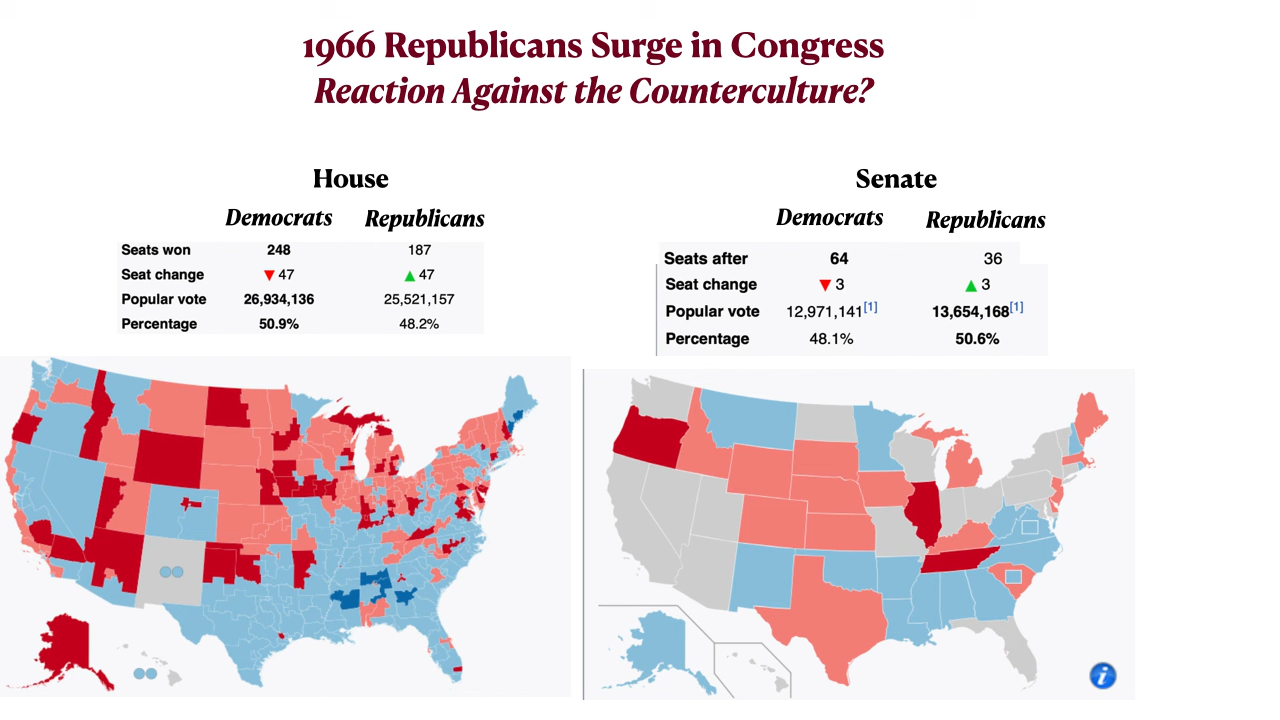 1966 Republicans Surge in Congress
Reaction Against the Counterculture?
House
Democrats Republicans
Seats won 248 187
Seat change ▼ 47 ▲ 47
Popular vote 26,934,136 25,521,157
Percentage 50.9% 48.2%
Senate
Democrats Republicans
Seats after 64 36
Seat change ▼ 3 ▲ 3
Popular vote 12,971,141[1] 13,654,168[1]
Percentage 48.1% 50.6%
i